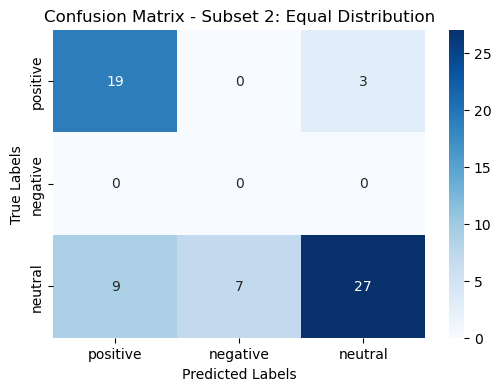 Confusion Matrix - Subset 2: Equal Distribution
True Labels
positive
negative
neutral
19 0 3
0 0 0
9 7 27
positive negative neutral
Predicted Labels
25
20
15
10
5
0